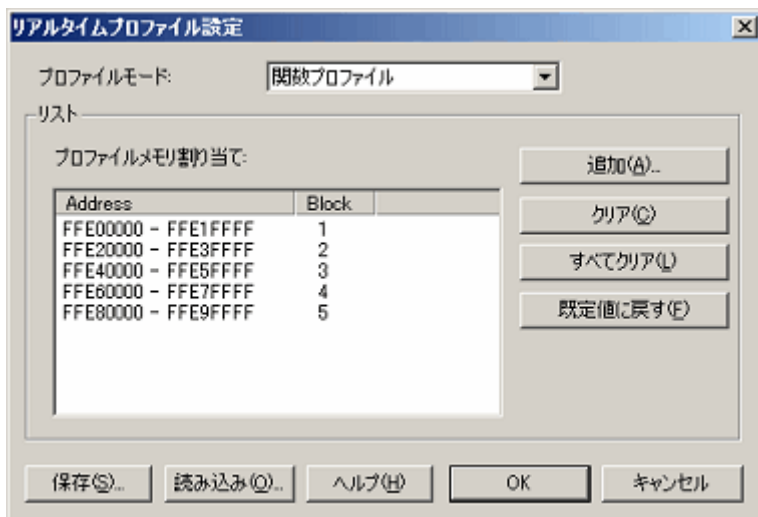 リアルタイムプロファイル設定
プロファイルモード: 関数プロファイル
リスト
プロファイルメモリ割り当て:
Address Block
FFE00000 - FFE1FFFF 1
FFE20000 - FFE3FFFF 2
FFE40000 - FFE5FFFF 3
FFE60000 - FFE7FFFF 4
FFE80000 - FFE9FFFF 5
追加(A)...
クリア(C)
すべてクリア(L)
既定値に戻す(F)
保存(S)...
読み込み(O)...
ヘルプ(H)
OK
キャンセル